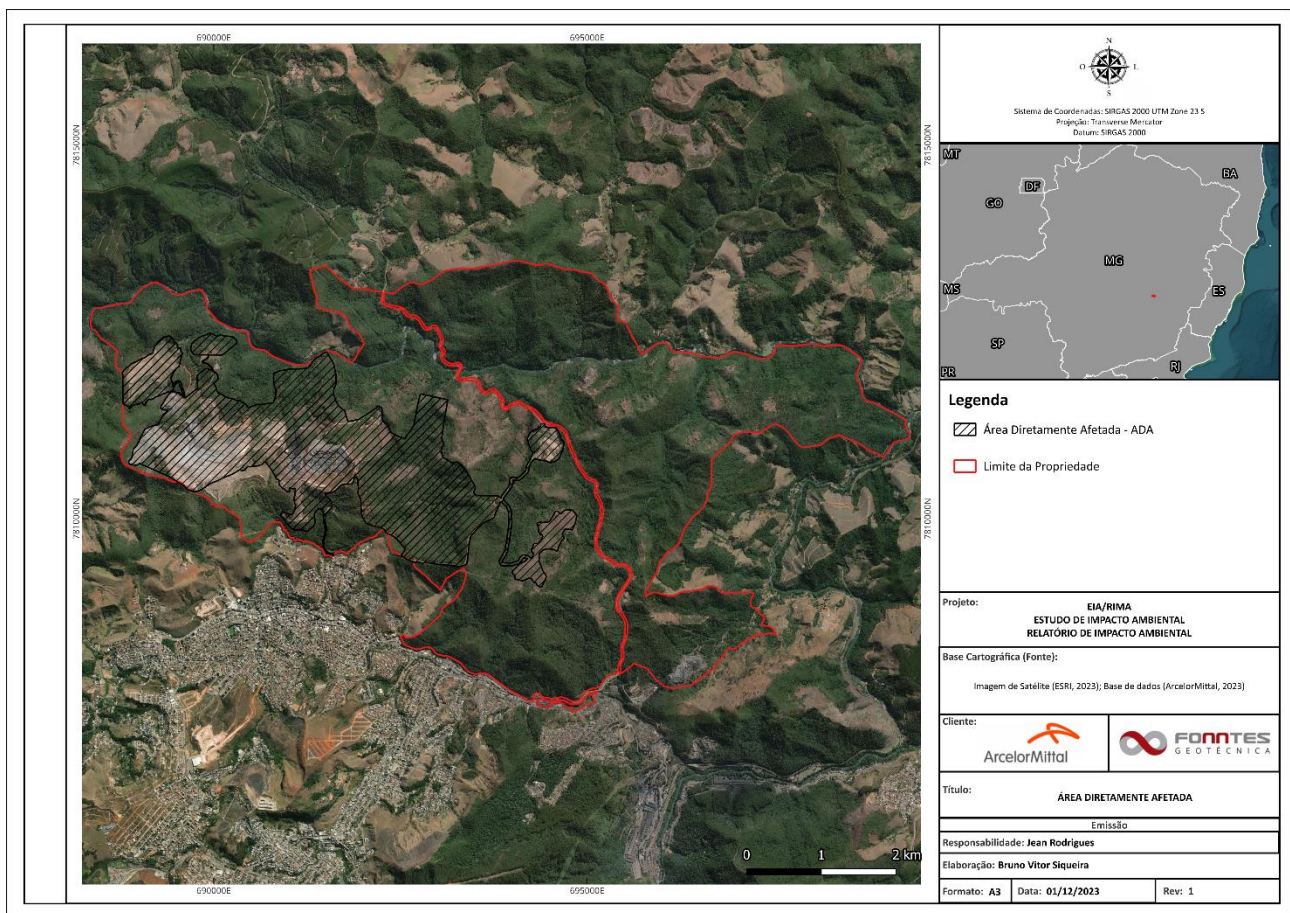 690000E
695000E
7815000N
7815000N
7810000N
7810000N
690000E
695000E
0
1
2 km
N
O
L
S
Sistema de Coordenadas: SIRGAS 2000 UTM Zone 23 S
Projeção: Transverse Mercator
Datum: SIRGAS 2000
MT
BA
DF
GO
MG
MS
ES
SP
RJ
PR
Legenda
Área Diretamente Afetada - ADA
Limite da Propriedade
Projeto:
EIA/RIMA
ESTUDO DE IMPACTO AMBIENTAL
RELATÓRIO DE IMPACTO AMBIENTAL
Base Cartográfica (Fonte):
Imagem de Satélite (ESRI, 2023); Base de dados (ArcelorMittal, 2023)
Cliente:
ArcelorMittal
FONNTES
GEOTÉCNICA
Título:
ÁREA DIRETAMENTE AFETADA
Emissão
Responsabilidade: Jean Rodrigues
Elaboração: Bruno Vitor Siqueira
Formato: A3
Data: 01/12/2023
Rev: 1